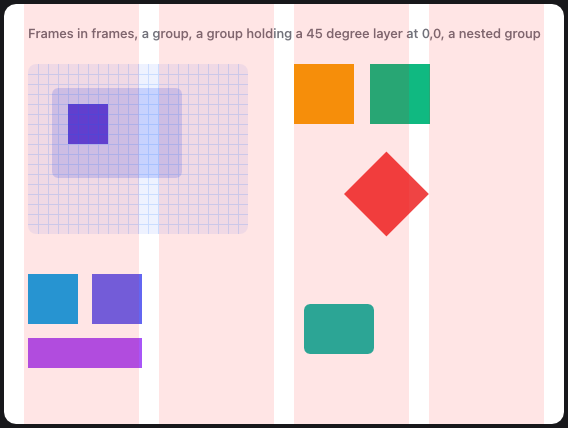 Frames in frames, a group, a group holding a 45 degree layer at 0,0, a nested group